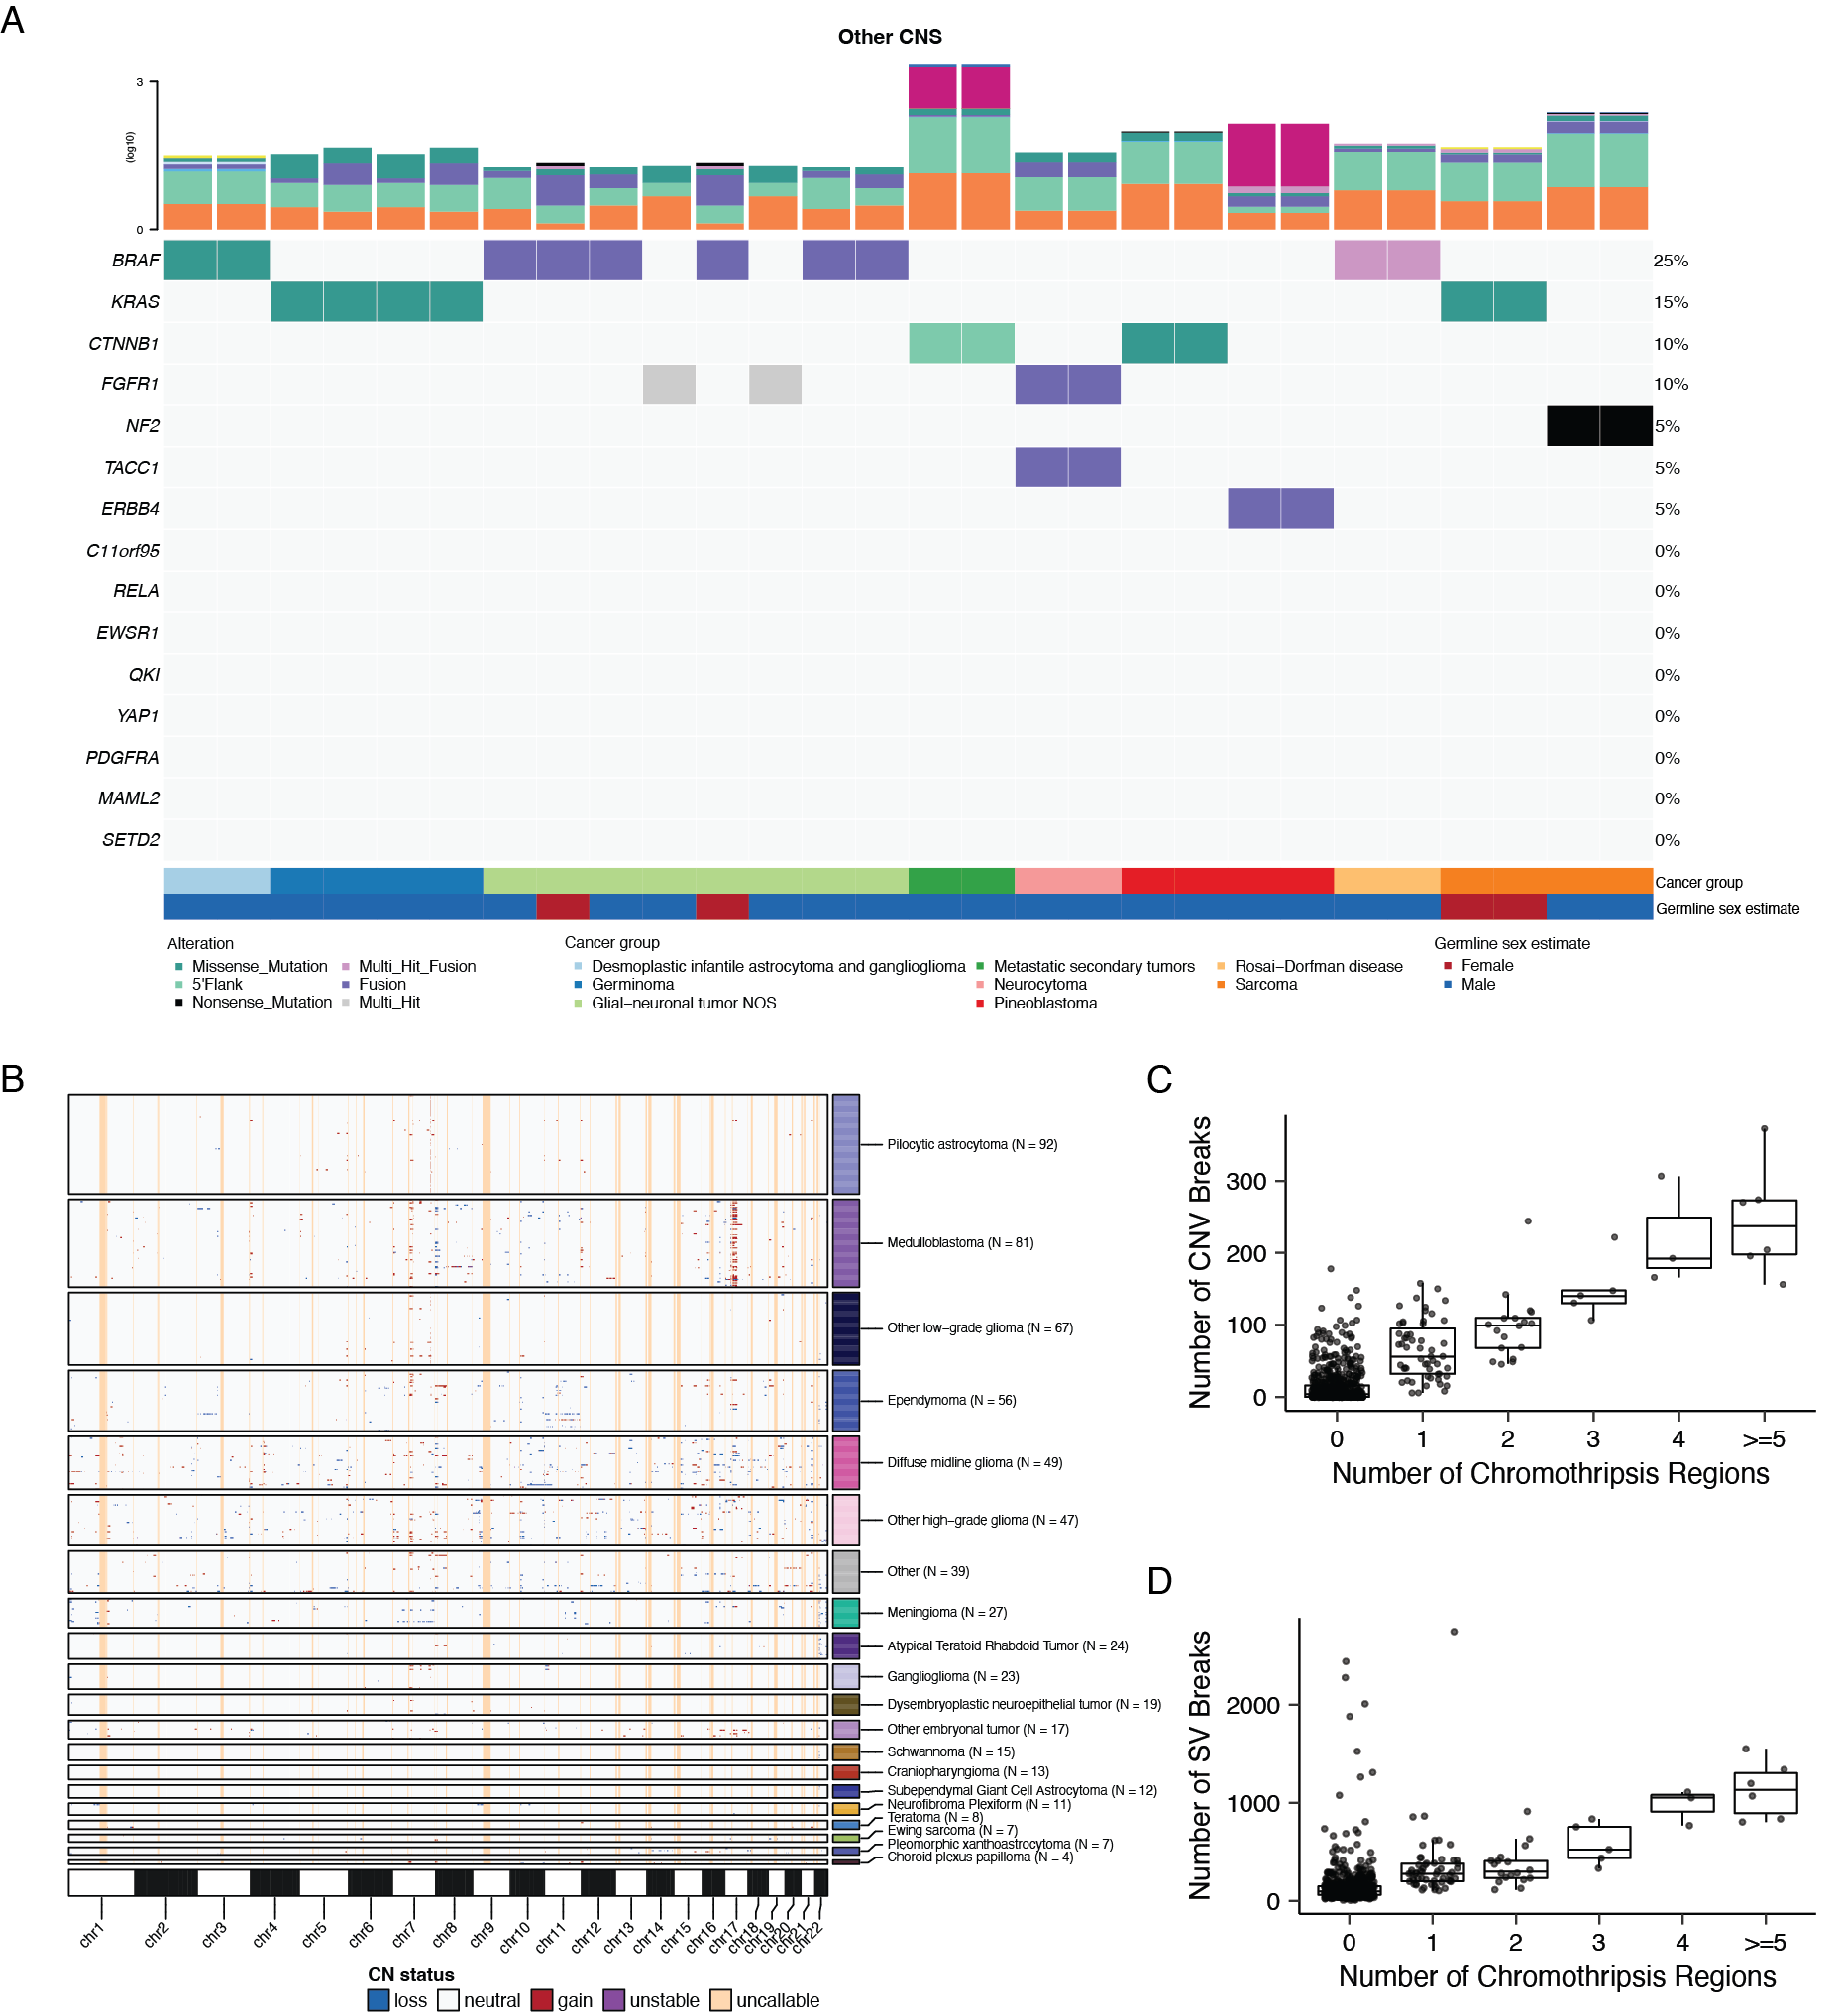 A
Other CNS
3
(log10)
0
BRAF 25%
KRAS 15%
CTNNB1 10%
FGFR1 10%
NF2 5%
TACC1 5%
ERBB4 5%
C11orf95 0%
RELA 0%
EWSR1 0%
QKI 0%
YAP1 0%
PDGFRA 0%
MAML2 0%
SETD2 0%
Cancer group
Germline sex estimate
Alteration
Missense_Mutation Multi_Hit_Fusion
5'Flank Fusion
Nonsense_Mutation Multi_Hit
Cancer group
Desmoplastic infantile astrocytoma and ganglioglioma Metastatic secondary tumors Rosai–Dorfman disease
Germinoma Neurocytoma Sarcoma
Glial–neuronal tumor NOS Pineoblastoma
Germline sex estimate
Female
Male
B
Pilocytic astrocytoma (N = 92)
Medulloblastoma (N = 81)
Other low–grade glioma (N = 67)
Ependymoma (N = 56)
Diffuse midline glioma (N = 49)
Other high–grade glioma (N = 47)
Other (N = 39)
Meningioma (N = 27)
Atypical Teratoid Rhabdoid Tumor (N = 24)
Ganglioglioma (N = 23)
Dysembryoplastic neuroepithelial tumor (N = 19)
Other embryonal tumor (N = 17)
Schwannoma (N = 15)
Craniopharyngioma (N = 13)
Subependymal Giant Cell Astrocytoma (N = 12)
Neurofibroma Plexiform (N = 11)
Teratoma (N = 8)
Ewing sarcoma (N = 7)
Pleomorphic xanthoastrocytoma (N = 7)
Choroid plexus papilloma (N = 4)
chr1 chr2 chr3 chr4 chr5 chr6 chr7 chr8 chr9 chr10 chr11 chr12 chr13 chr14 chr15 chr16 chr17 chr18 chr19 chr20 chr21 chr22
CN status
loss neutral gain unstable uncallable
C
Number of CNV Breaks
300
200
100
0
0 1 2 3 4 >=5
Number of Chromothripsis Regions
D
Number of SV Breaks
2000
1000
0
0 1 2 3 4 >=5
Number of Chromothripsis Regions